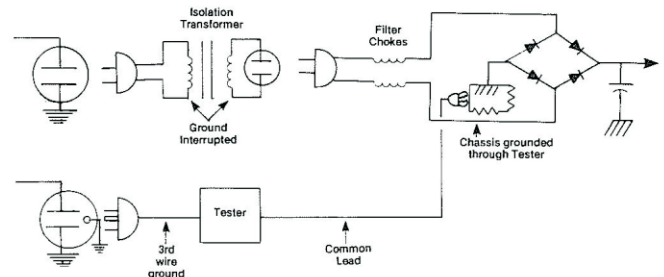 Isolation
Transformer
Filter
Chokes
Ground
Interrupted
Chassis grounded
through Tester
Tester
3rd
wire
ground
Common
Lead